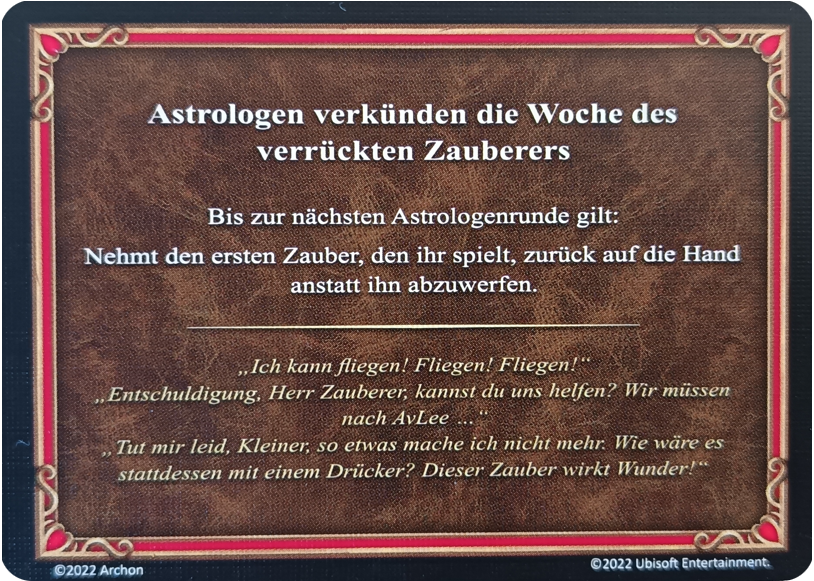 Astrologen verkünden die Woche des
verrückten Zauberers
Bis zur nächsten Astrologenrunde gilt:
Nehmt den ersten Zauber, den ihr spielt, zurück auf die Hand
anstatt ihn abzuwerfen.
„Ich kann fliegen! Fliegen! Fliegen!“
„Entschuldigung, Herr Zauberer, kannst du uns helfen? Wir müssen
nach AvLee ...“
„Tut mir leid, Kleiner, so etwas mache ich nicht mehr. Wie wäre es
stattdessen mit einem Drücker? Dieser Zauber wirkt Wunder!“
©2022 Archon
©2022 Ubisoft Entertainment.